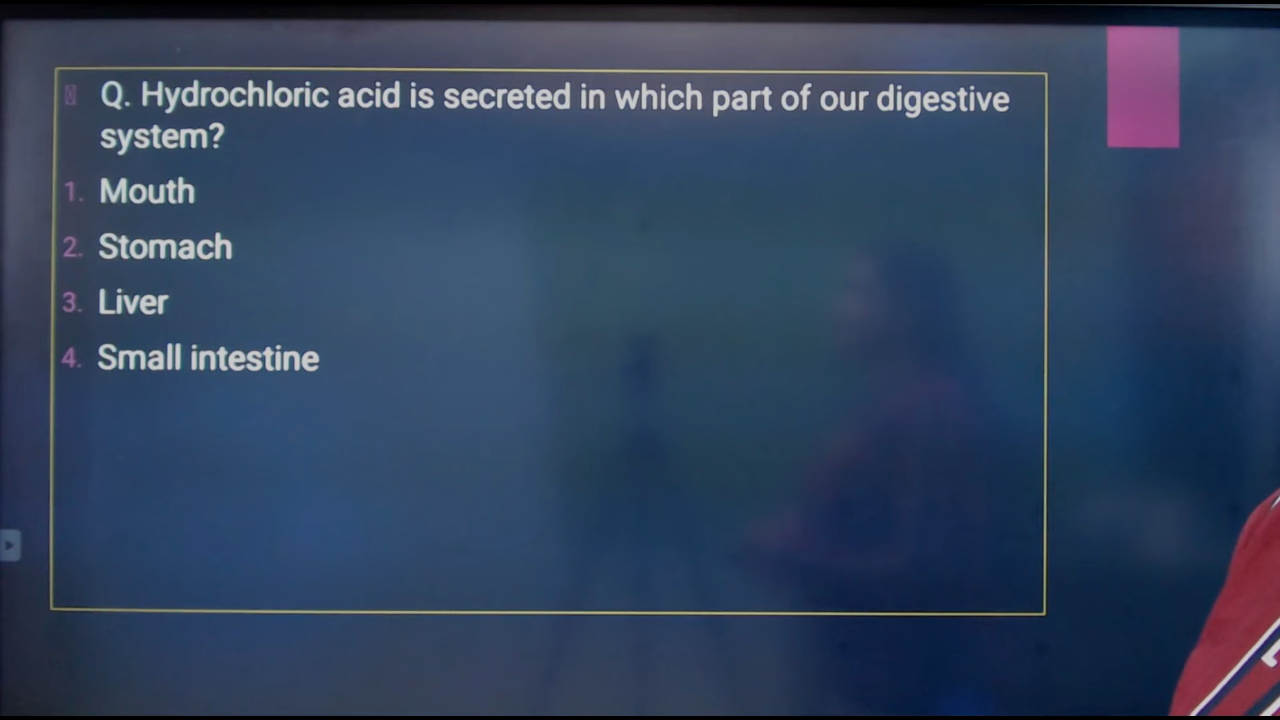 Q. Hydrochloric acid is secreted in which part of our digestive
system?
1. Mouth
2. Stomach
3. Liver
4. Small intestine